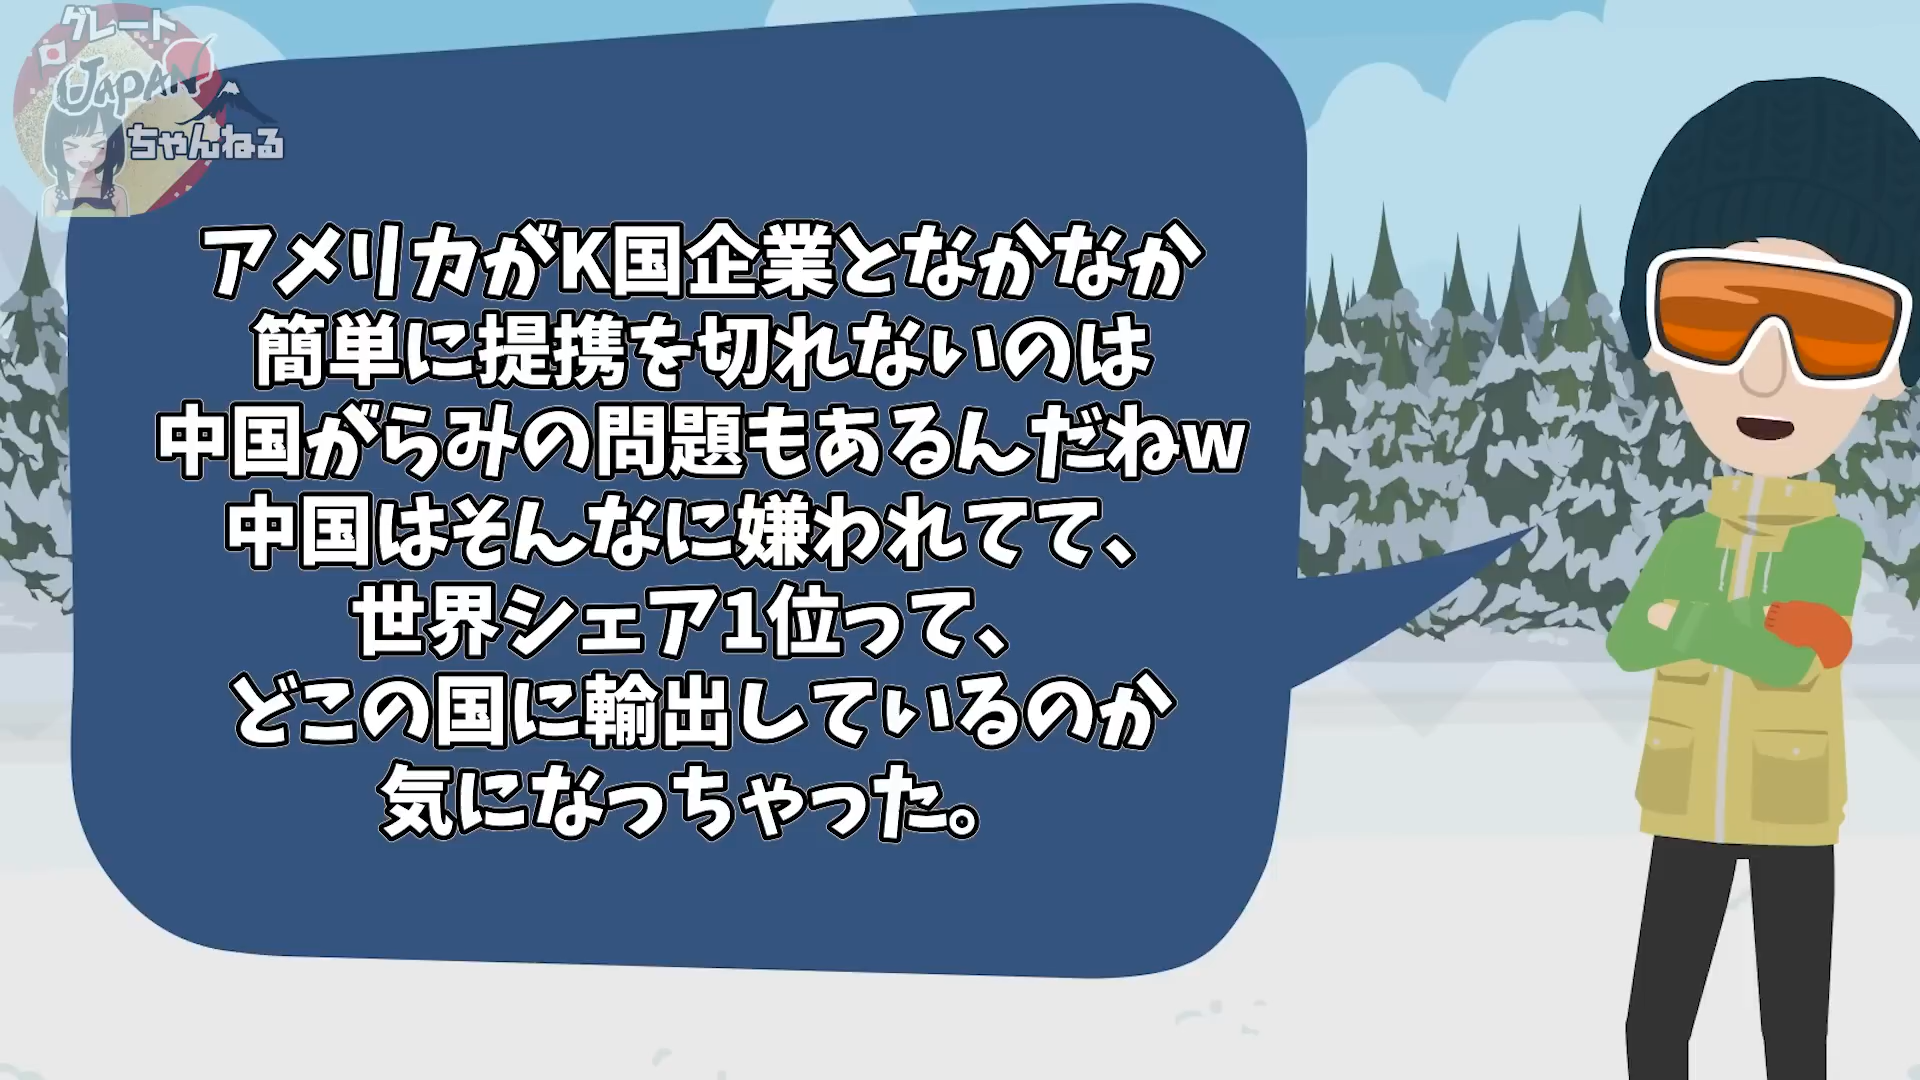 グレート
JAPAN
ちゃんねる
アメリカがK国企業となかなか
簡単に提携を切れないのは
中国がらみの問題もあるんだねw
中国はそんなに嫌われてて、
世界シェア1位って、
どこの国に輸出しているのか
気になっちゃった。